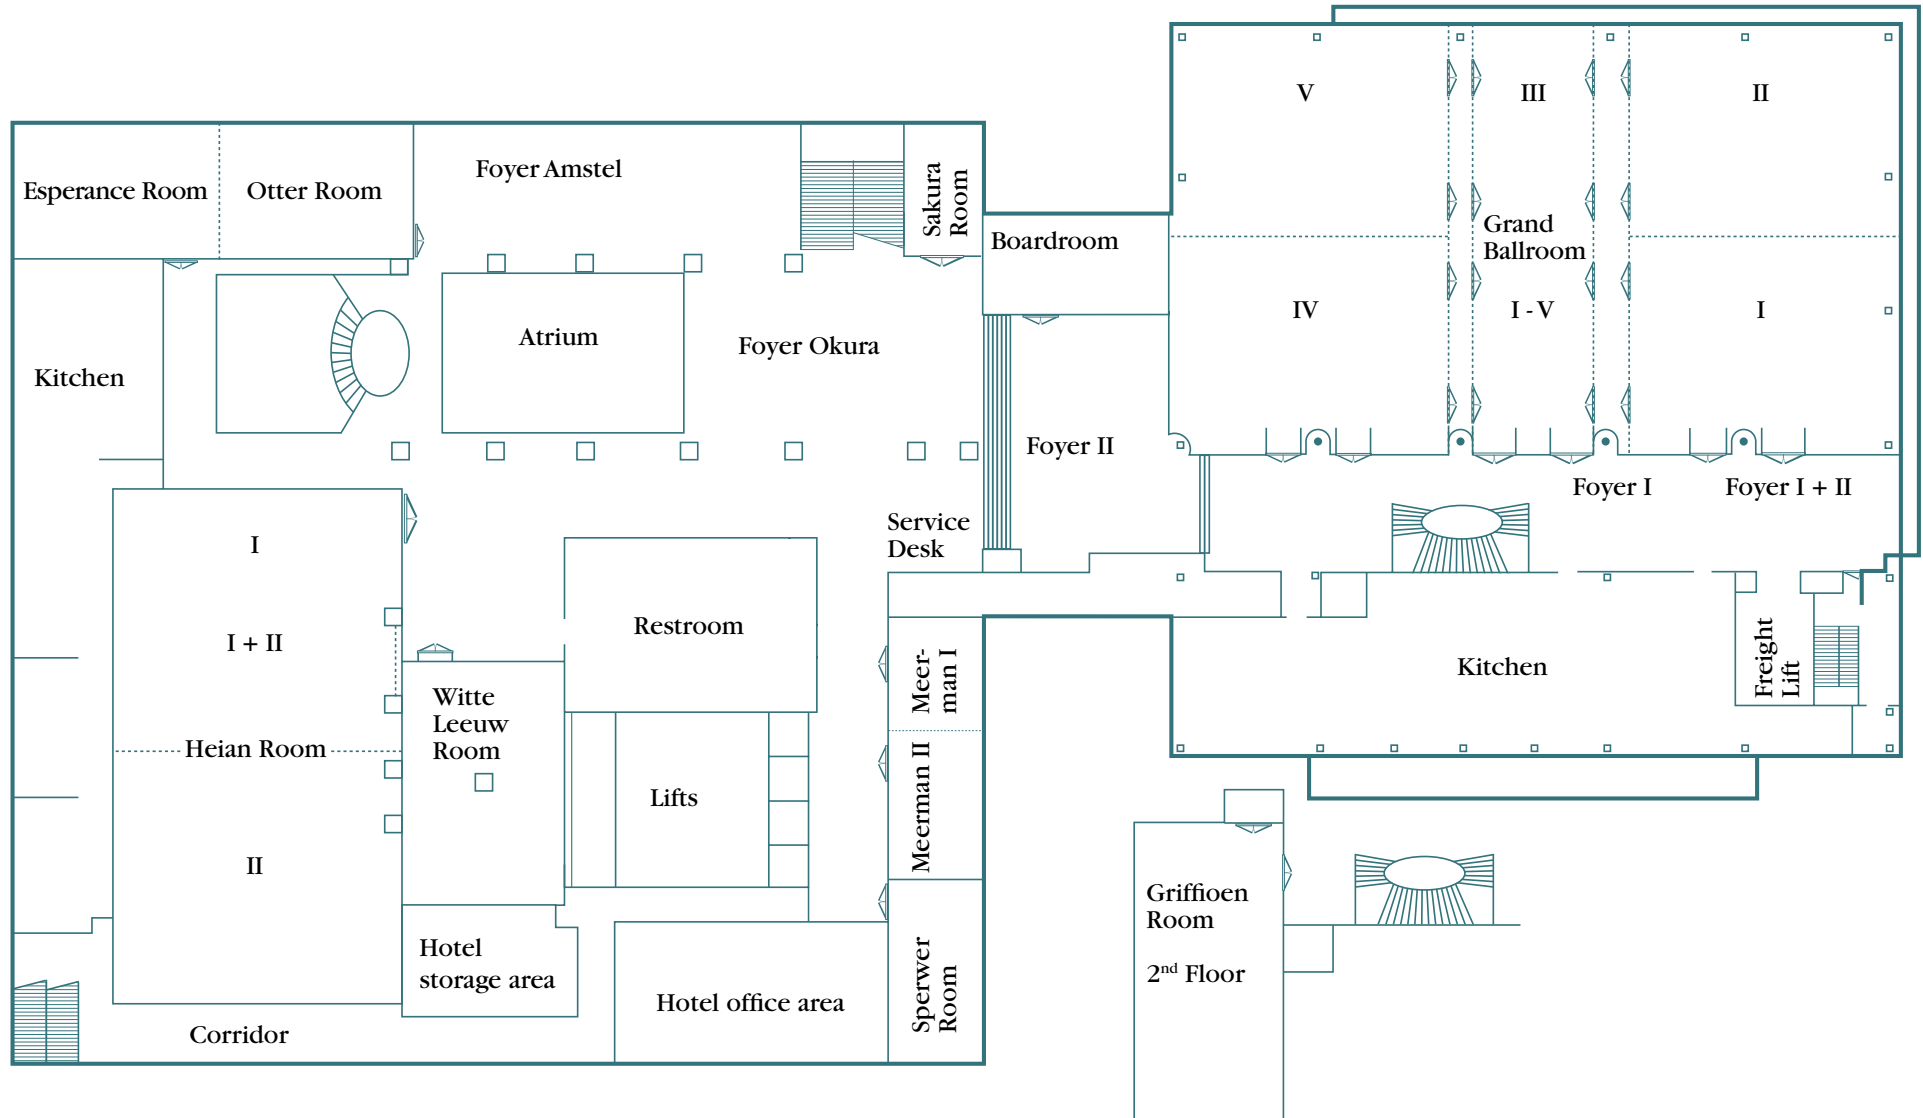 V
III
II
Esperance Room
Otter Room
Foyer Amstel
Sakura
Room
Boardroom
Grand
Ballroom
IV
I - V
I
Atrium
Foyer Okura
Kitchen
Foyer II
Foyer I
Foyer I + II
Service
Desk
I
I + II
Heian Room
II
Restroom
Witte
Leeuw
Room
Lifts
Meer-
man I
Meerman II
Kitchen
Freight
Lift
Griffioen
Room
2nd Floor
Hotel
storage area
Hotel office area
Sperwer
Room
Corridor